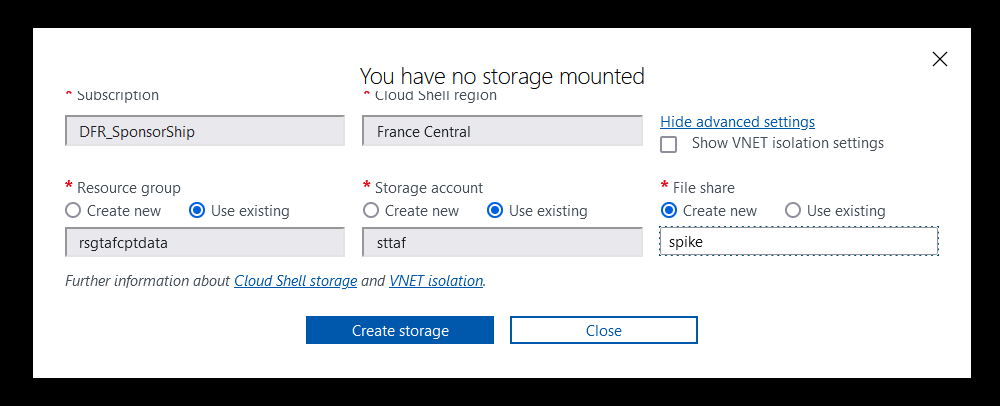 You have no storage mounted
* Subscription
* Cloud Shell region
DFR_SponsorShip
France Central
Hide advanced settings
Show VNET isolation settings
* Resource group
* Storage account
* File share
Create new Use existing
Create new Use existing
Create new Use existing
rsgtafcptdata
sttaf
spike
Further information about Cloud Shell storage and VNET isolation.
Create storage
Close